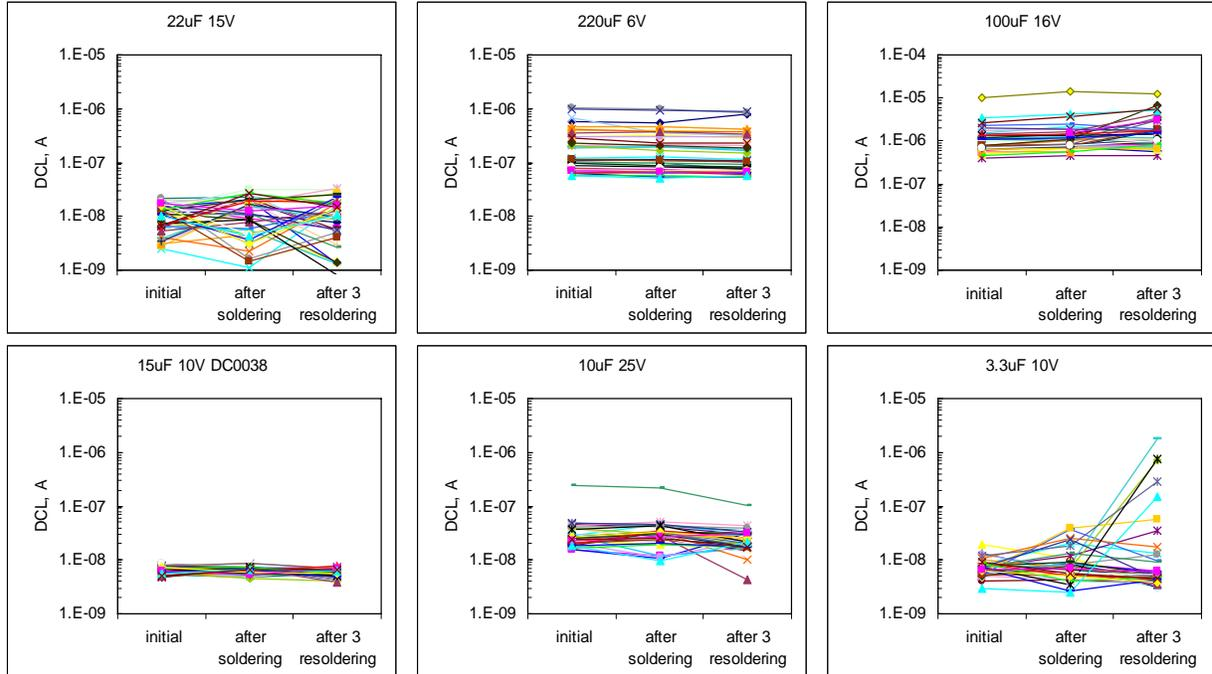 22uF 15V
1.E-05
1.E-06
1.E-07
1.E-08
1.E-09
DCL, A
initial
after
soldering
after 3
resoldering
220uF 6V
1.E-05
1.E-06
1.E-07
1.E-08
1.E-09
DCL, A
initial
after
soldering
after 3
resoldering
100uF 16V
1.E-04
1.E-05
1.E-06
1.E-07
1.E-08
1.E-09
DCL, A
initial
after
soldering
after 3
resoldering
15uF 10V DC0038
1.E-05
1.E-06
1.E-07
1.E-08
1.E-09
DCL, A
initial
after
soldering
after 3
resoldering
10uF 25V
1.E-05
1.E-06
1.E-07
1.E-08
1.E-09
DCL, A
initial
after
soldering
after 3
resoldering
3.3uF 10V
1.E-05
1.E-06
1.E-07
1.E-08
1.E-09
DCL, A
initial
after
soldering
after 3
resoldering